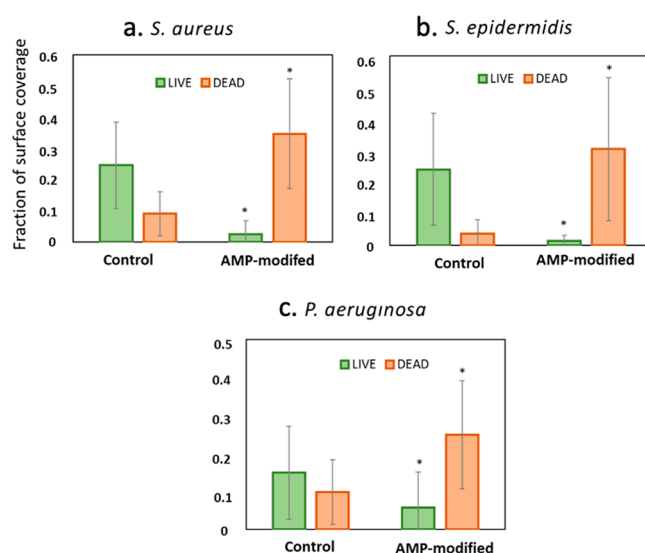 a. S. aureus
Fraction of surface coverage
0.6
0.5
0.4
0.3
0.2
0.1
0
LIVE DEAD
*
*
Control AMP-modifed
b. S. epidermidis
0.6
0.5
0.4
0.3
0.2
0.1
0
LIVE DEAD
*
*
Control AMP-modified
c. P. aeruginosa
0.5
0.4
0.3
0.2
0.1
0
LIVE DEAD
*
*
Control AMP-modified